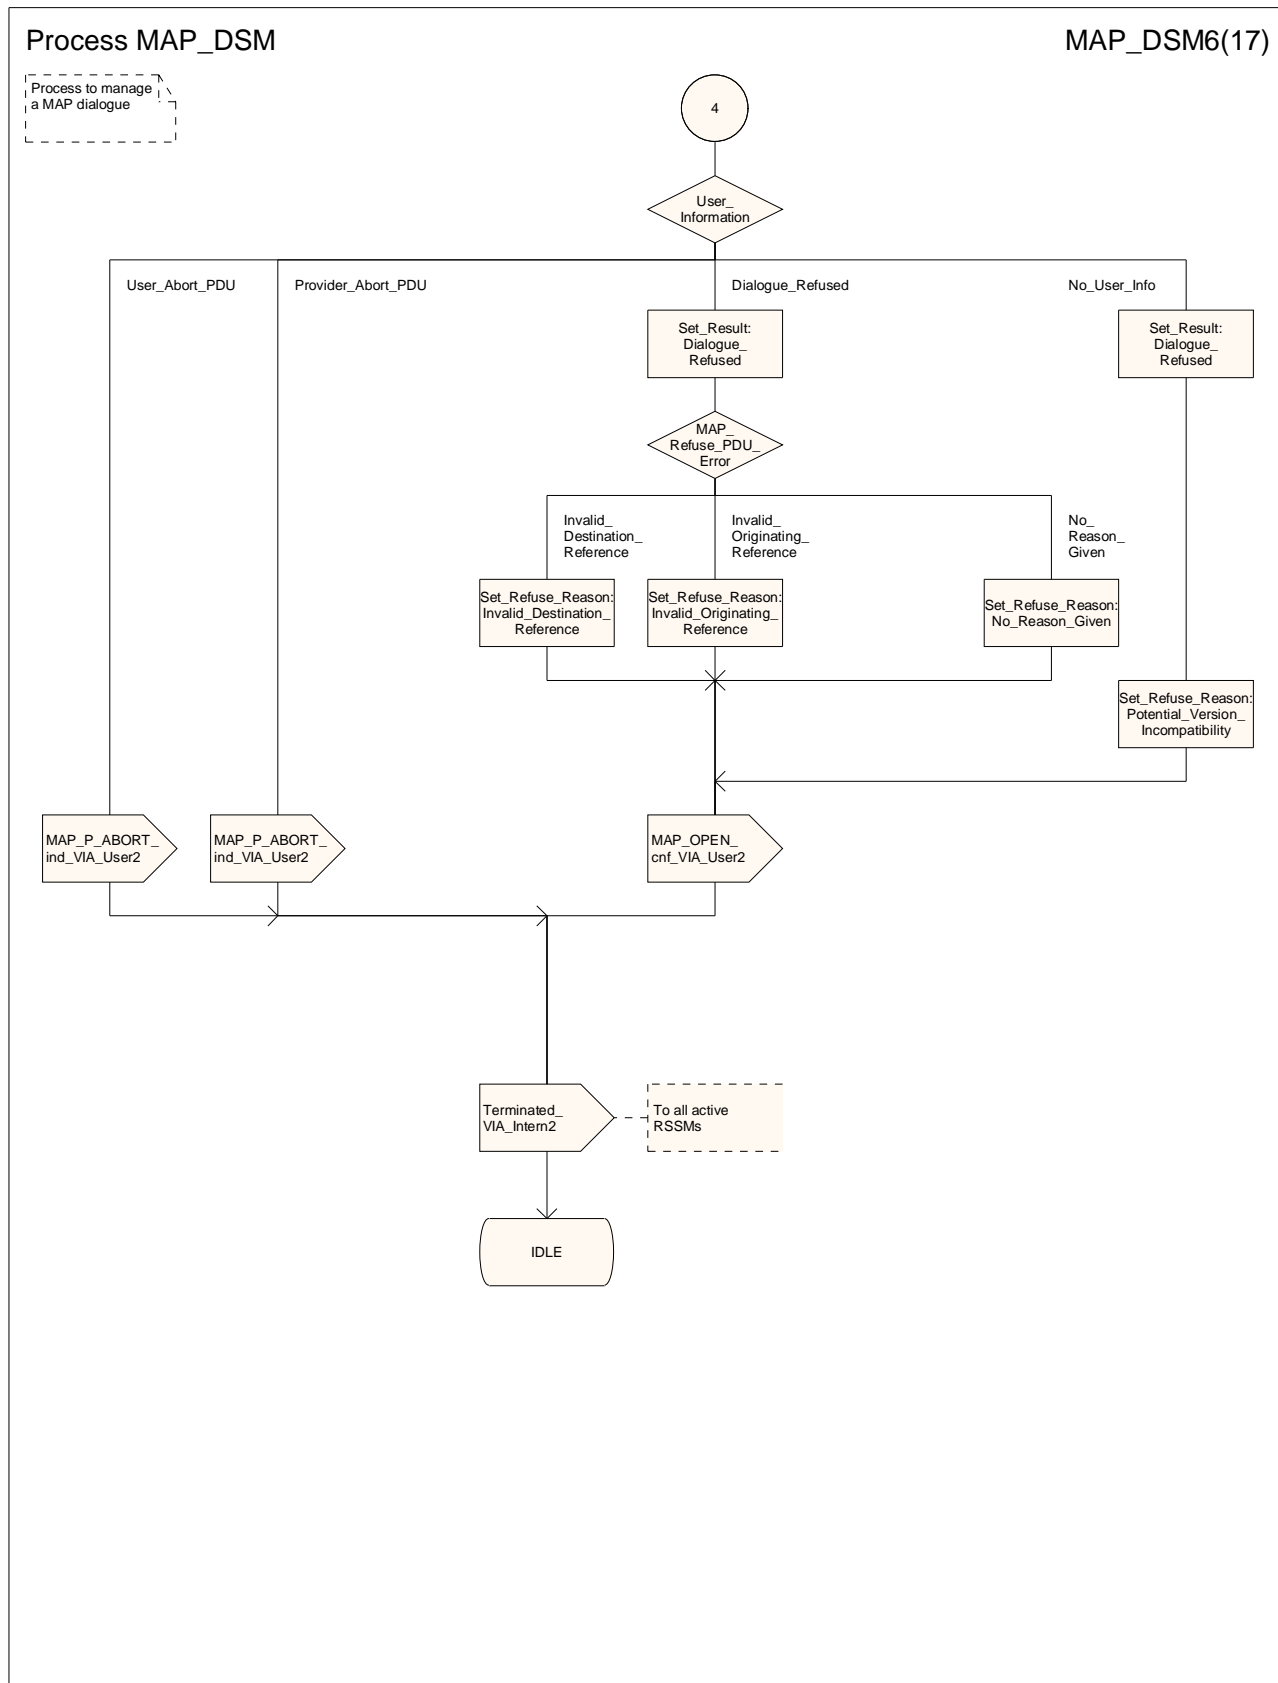 Process MAP_DSM
MAP_DSM6(17)
Process to manage
a MAP dialogue
4
User_
Information
User_Abort_PDU
Provider_Abort_PDU
Dialogue_Refused
No_User_Info
Set_Result:
Dialogue_
Refused
Set_Result:
Dialogue_
Refused
MAP_
Refuse_PDU_
Error
Invalid_
Destination_
Reference
Invalid_
Originating_
Reference
No_
Reason_
Given
Set_Refuse_Reason:
Invalid_Destination_
Reference
Set_Refuse_Reason:
Invalid_Originating_
Reference
Set_Refuse_Reason:
No_Reason_Given
Set_Refuse_Reason:
Potential_Version_
Incompatibility
MAP_P_ABORT_
ind_VIA_User2
MAP_P_ABORT_
ind_VIA_User2
MAP_OPEN_
cnf_VIA_User2
Terminated_
VIA_Intern2
To all active
RSSMs
IDLE